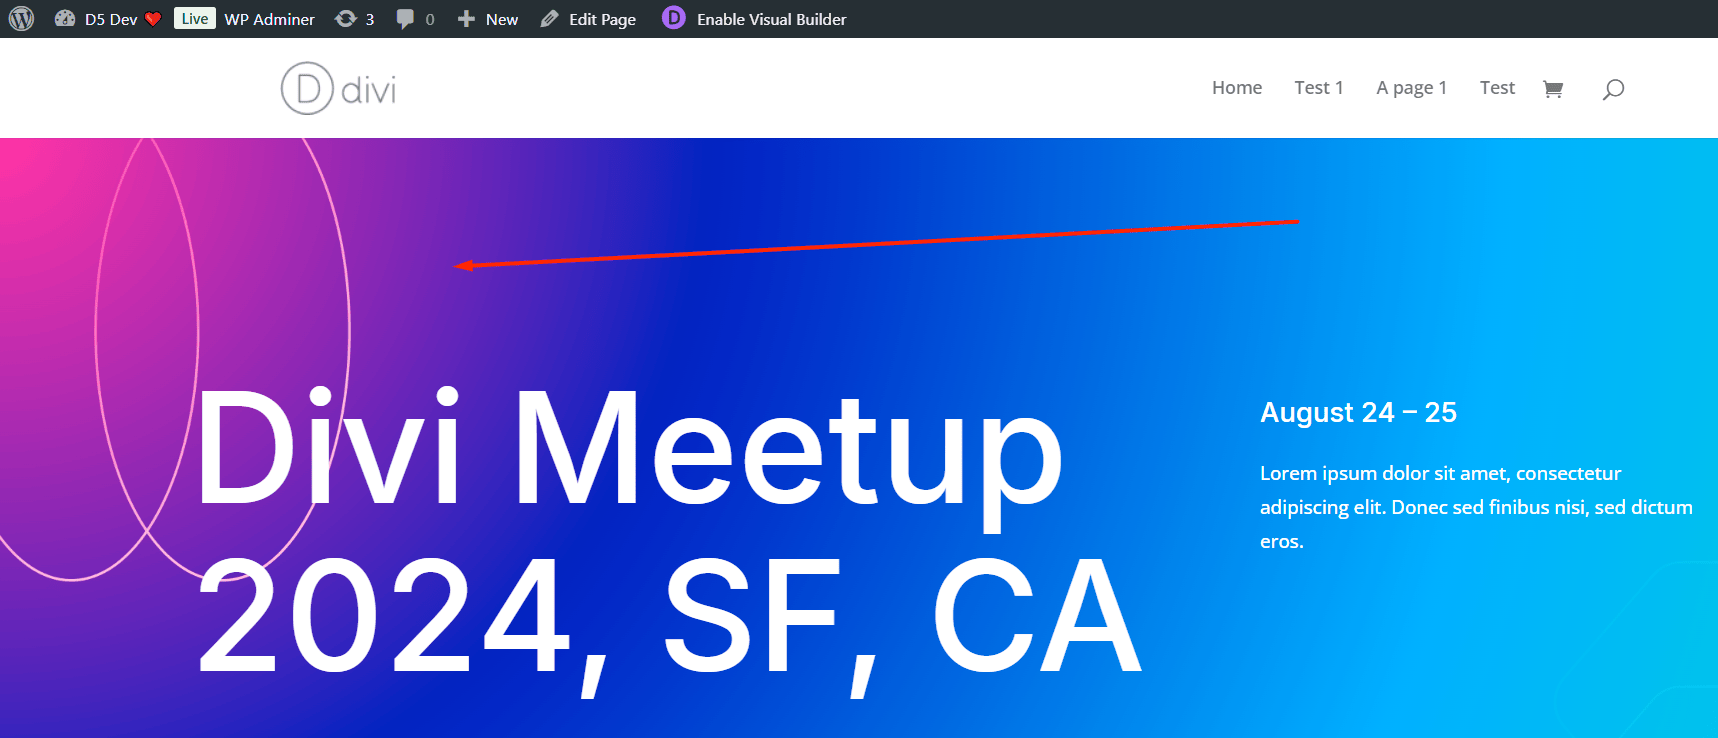 D5 Dev ❤ Live WP Adminer 3 0 New Edit Page D Enable Visual Builder
D divi Home Test 1 A page 1 Test
Divi Meetup
2024, SF, CA
August 24 – 25
Lorem ipsum dolor sit amet, consectetur
adipiscing elit. Donec sed finibus nisi, sed dictum
eros.